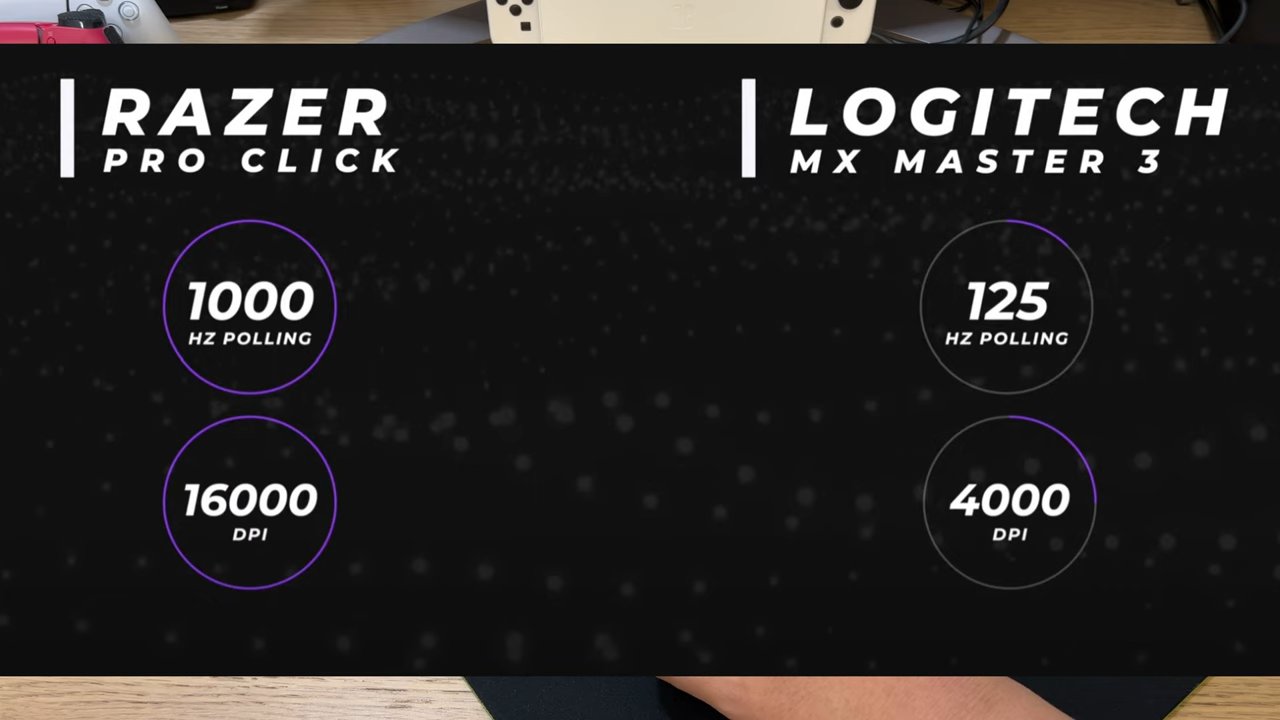 RAZER
PRO CLICK
1000
HZ POLLING
16000
DPI
LOGITECH
MX MASTER 3
125
HZ POLLING
4000
DPI